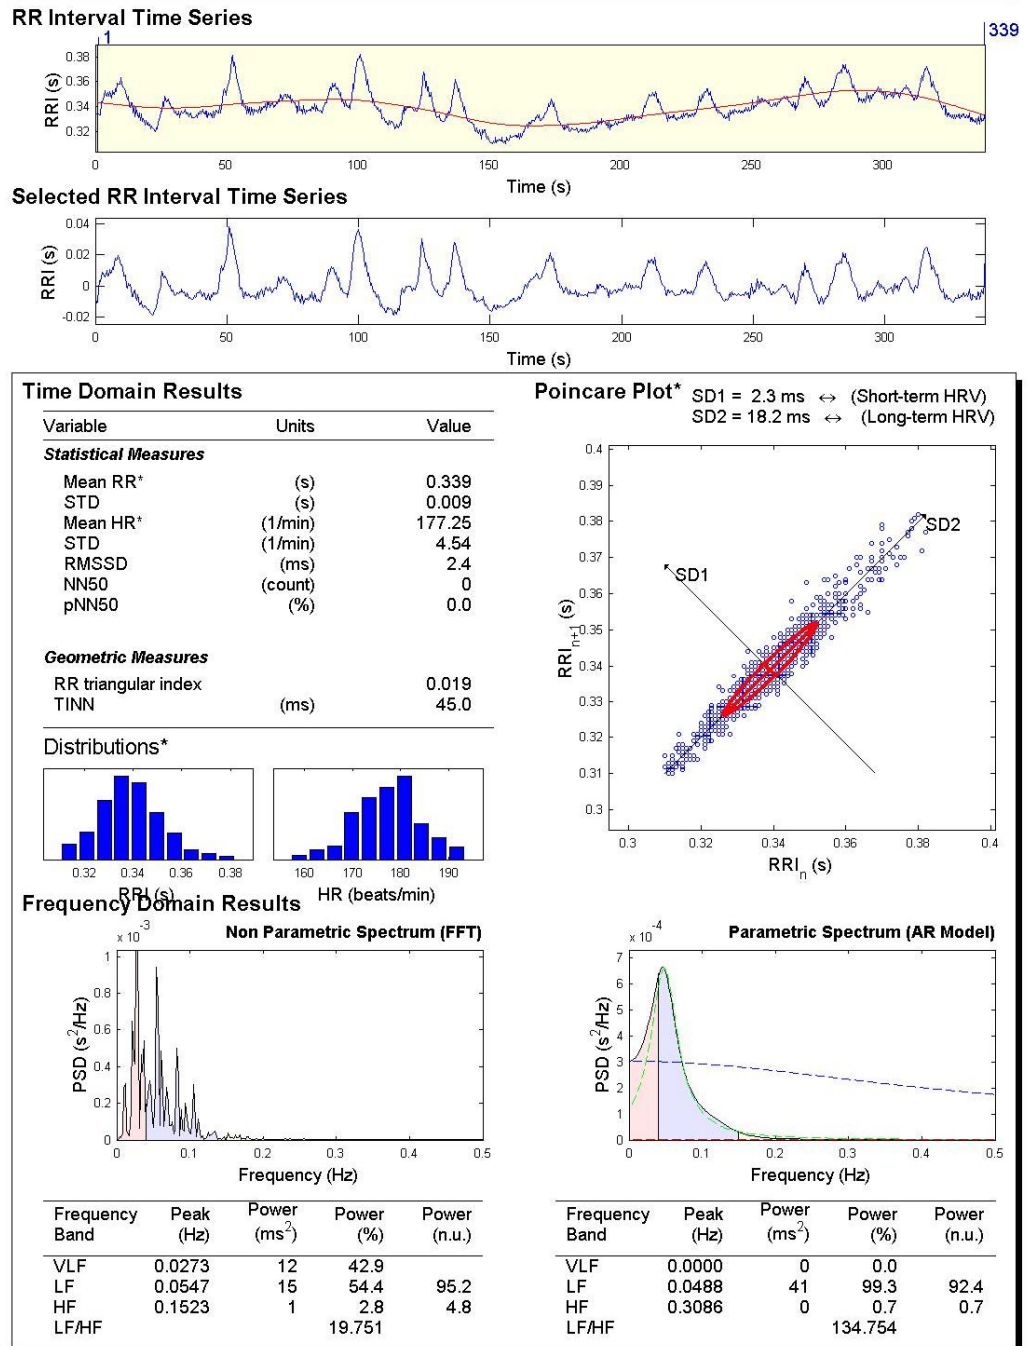 RR Interval Time Series
1
339
0.38
0.36
0.34
0.32
RRI (s)
0 50 100 150 200 250 300
Time (s)
Selected RR Interval Time Series
0.04
0.02
0
-0.02
RRI (s)
0 50 100 150 200 250 300
Time (s)
Time Domain Results
Variable Units Value
Statistical Measures
Mean RR* (s) 0.339
STD (s) 0.009
Mean HR* (1/min) 177.25
STD (1/min) 4.54
RMSSD (ms) 2.4
NN50 (count) 0
pNN50 (%) 0.0
Geometric Measures
RR triangular index 0.019
TINN (ms) 45.0
Distributions*
0.32 0.34 0.36 0.38
RRI (s)
160 170 180 190
HR (beats/min)
Poincare Plot*
SD1 = 2.3 ms ↔ (Short-term HRV)
SD2 = 18.2 ms ↔ (Long-term HRV)
0.4
0.39
0.38
0.37
0.36
0.35
0.34
0.33
0.32
0.31
0.3
RRIn+1 (s)
SD2
SD1
0.3 0.32 0.34 0.36 0.38 0.4
RRIn (s)
Frequency Domain Results
x 10-3
Non Parametric Spectrum (FFT)
1
0.8
0.6
0.4
0.2
0
PSD (s2/Hz)
0 0.1 0.2 0.3 0.4 0.5
Frequency (Hz)
x 10-4
Parametric Spectrum (AR Model)
7
6
5
4
3
2
1
0
PSD (s2/Hz)
0 0.1 0.2 0.3 0.4 0.5
Frequency (Hz)
Frequency Peak Power Power Power
Band (Hz) (ms2) (%) (n.u.)
VLF 0.0273 12 42.9
LF 0.0547 15 54.4 95.2
HF 0.1523 1 2.8 4.8
LF/HF 19.751
Frequency Peak Power Power Power
Band (Hz) (ms2) (%) (n.u.)
VLF 0.0000 0 0.0
LF 0.0488 41 99.3 92.4
HF 0.3086 0 0.7 0.7
LF/HF 134.754